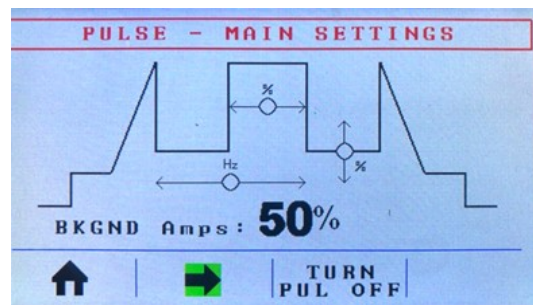 PULSE - MAIN SETTINGS
%
Hz
%
BKGND Amps: 50%
TURN
PUL OFF